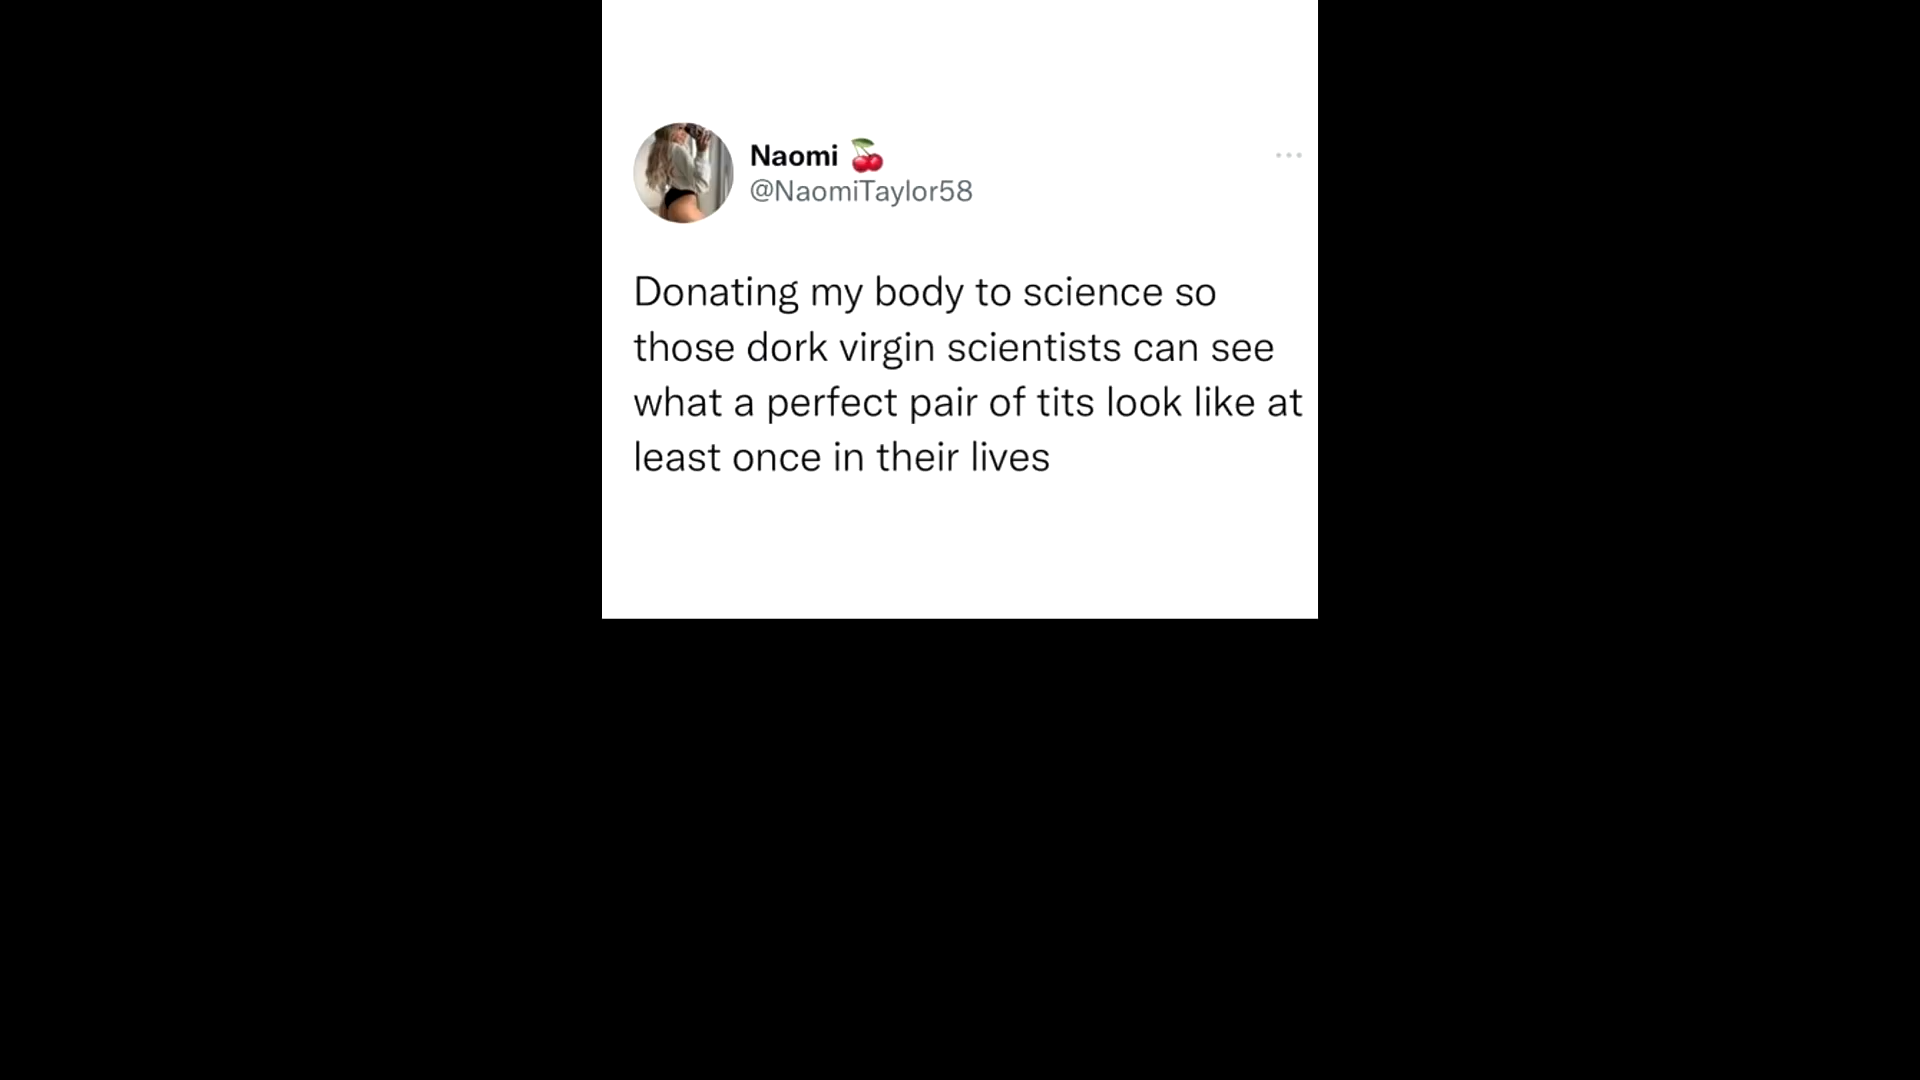 Naomi 🍒
@NaomiTaylor58
Donating my body to science so
those dork virgin scientists can see
what a perfect pair of tits look like at
least once in their lives